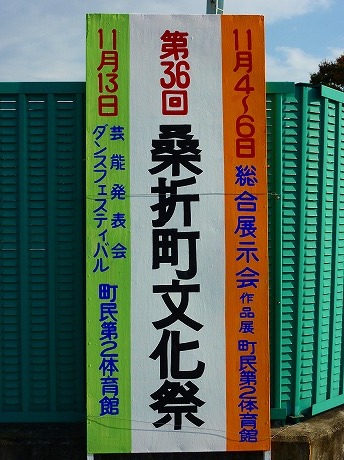 11月4〜6日 総合展示会 作品展 町民第2体育館
第36回 桑折町文化祭
11月13日 芸能発表会
ダンスフェスティバル 町民第2体育館